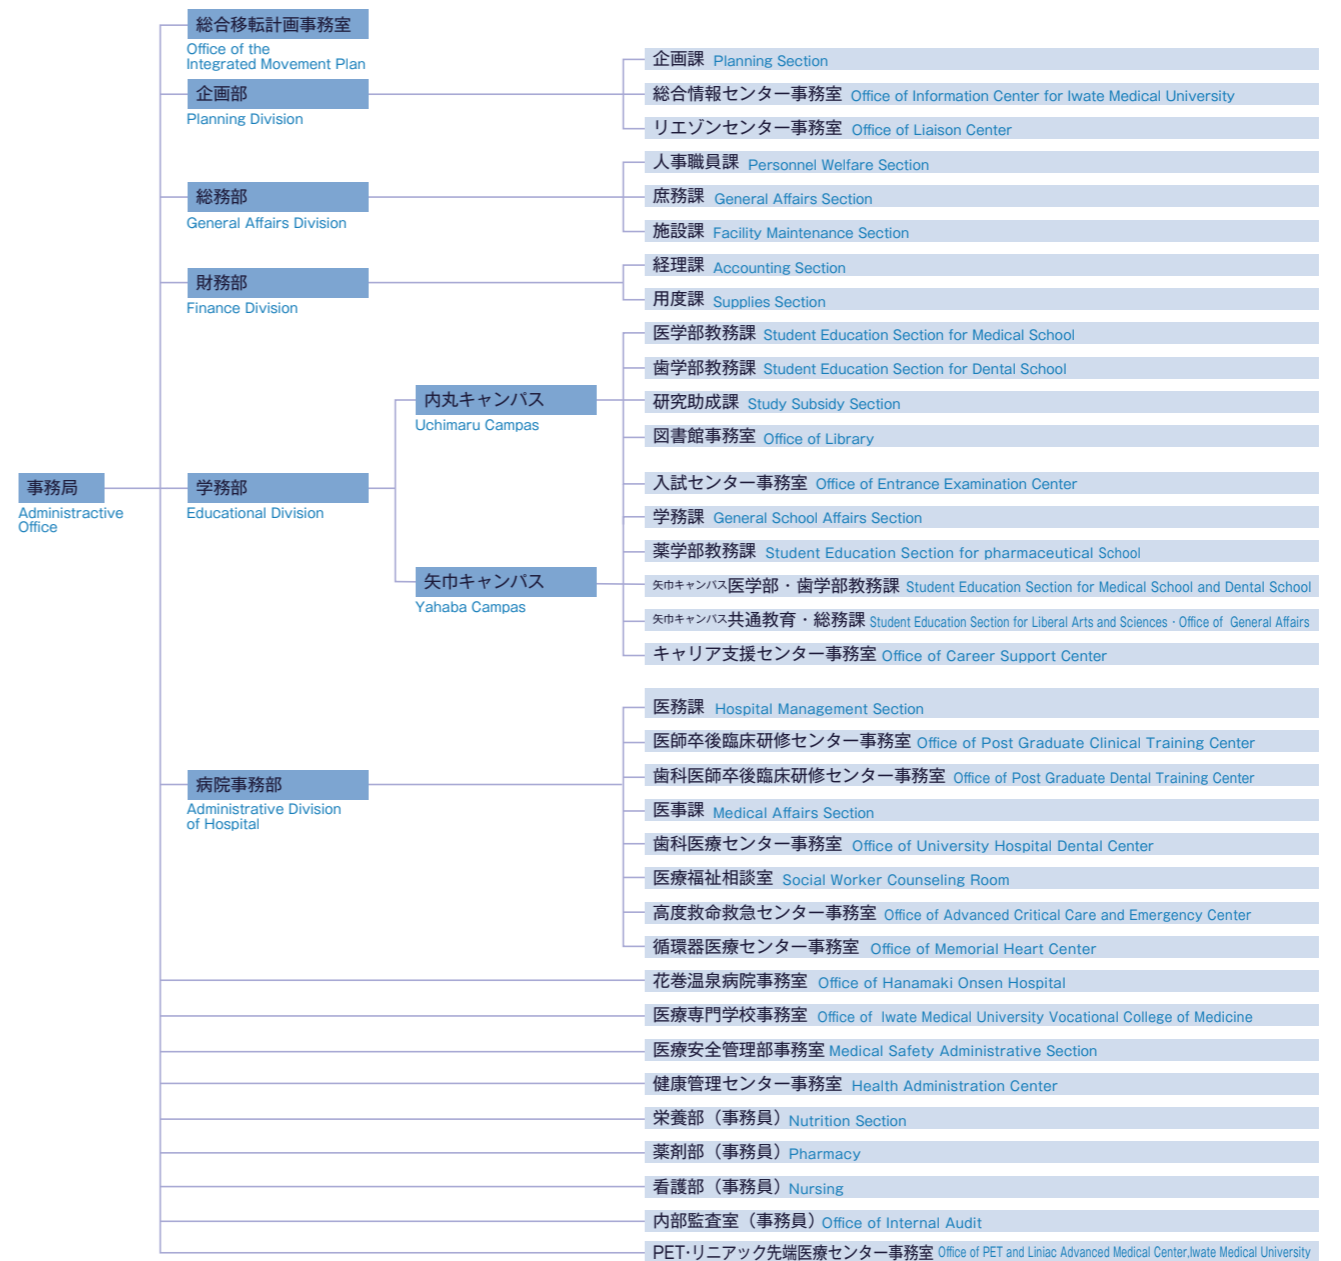 総合移転計画事務室
Office of the
Integrated Movement Plan
企画部
Planning Division
企画課 Planning Section
総合情報センター事務室 Office of Information Center for Iwate Medical University
リエゾンセンター事務室 Office of Liaison Center
総務部
General Affairs Division
人事職員課 Personnel Welfare Section
庶務課 General Affairs Section
施設課 Facility Maintenance Section
財務部
Finance Division
経理課 Accounting Section
用度課 Supplies Section
事務局
Administractive
Office
学務部
Educational Division
内丸キャンパス
Uchimaru Campas
矢巾キャンパス
Yahaba Campas
医学部教務課 Student Education Section for Medical School
歯学部教務課 Student Education Section for Dental School
研究助成課 Study Subsidy Section
図書館事務室 Office of Library
入試センター事務室 Office of Entrance Examination Center
学務課 General School Affairs Section
薬学部教務課 Student Education Section for pharmaceutical School
矢巾キャンパス医学部・歯学部教務課 Student Education Section for Medical School and Dental School
矢巾キャンパス共通教育・総務課 Student Education Section for Liberal Arts and Sciences・Office of General Affairs
キャリア支援センター事務室 Office of Career Support Center
病院事務部
Administrative Division
of Hospital
医務課 Hospital Management Section
医師卒後臨床研修センター事務室 Office of Post Graduate Clinical Training Center
歯科医師卒後臨床研修センター事務室 Office of Post Graduate Dental Training Center
医事課 Medical Affairs Section
歯科医療センター事務室 Office of University Hospital Dental Center
医療福祉相談室 Social Worker Counseling Room
高度救命救急センター事務室 Office of Advanced Critical Care and Emergency Center
循環器医療センター事務室 Office of Memorial Heart Center
花巻温泉病院事務室 Office of Hanamaki Onsen Hospital
医療専門学校事務室 Office of Iwate Medical University Vocational College of Medicine
医療安全管理部事務室 Medical Safety Administrative Section
健康管理センター事務室 Health Administration Center
栄養部（事務員）Nutrition Section
薬剤部（事務員）Pharmacy
看護部（事務員）Nursing
内部監査室（事務員）Office of Internal Audit
PET・リニアック先端医療センター事務室 Office of PET and Liniac Advanced Medical Center,Iwate Medical University